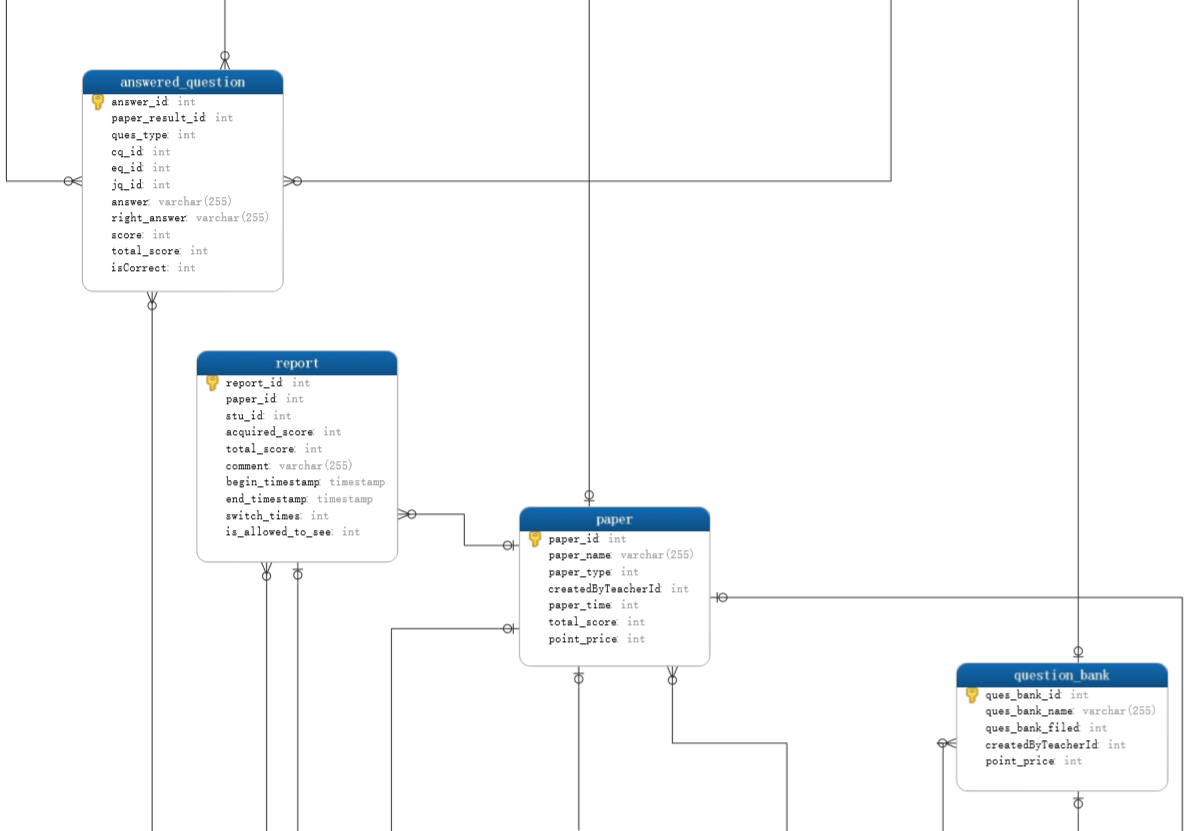 answered_question
answer_id: int
paper_result_id: int
ques_type: int
cq_id: int
eq_id: int
jq_id: int
answer: varchar(255)
right_answer: varchar(255)
score: int
total_score: int
isCorrect: int
report
report_id: int
paper_id: int
stu_id: int
acquired_score: int
total_score: int
comment: varchar(255)
begin_timestamp: timestamp
end_timestamp: timestamp
switch_times: int
is_allowed_to_see: int
paper
paper_id: int
paper_name: varchar(255)
paper_type: int
createdByTeacherId: int
paper_time: int
total_score: int
point_price: int
question_bank
ques_bank_id: int
ques_bank_name: varchar(255)
ques_bank_filed: int
createdByTeacherId: int
point_price: int